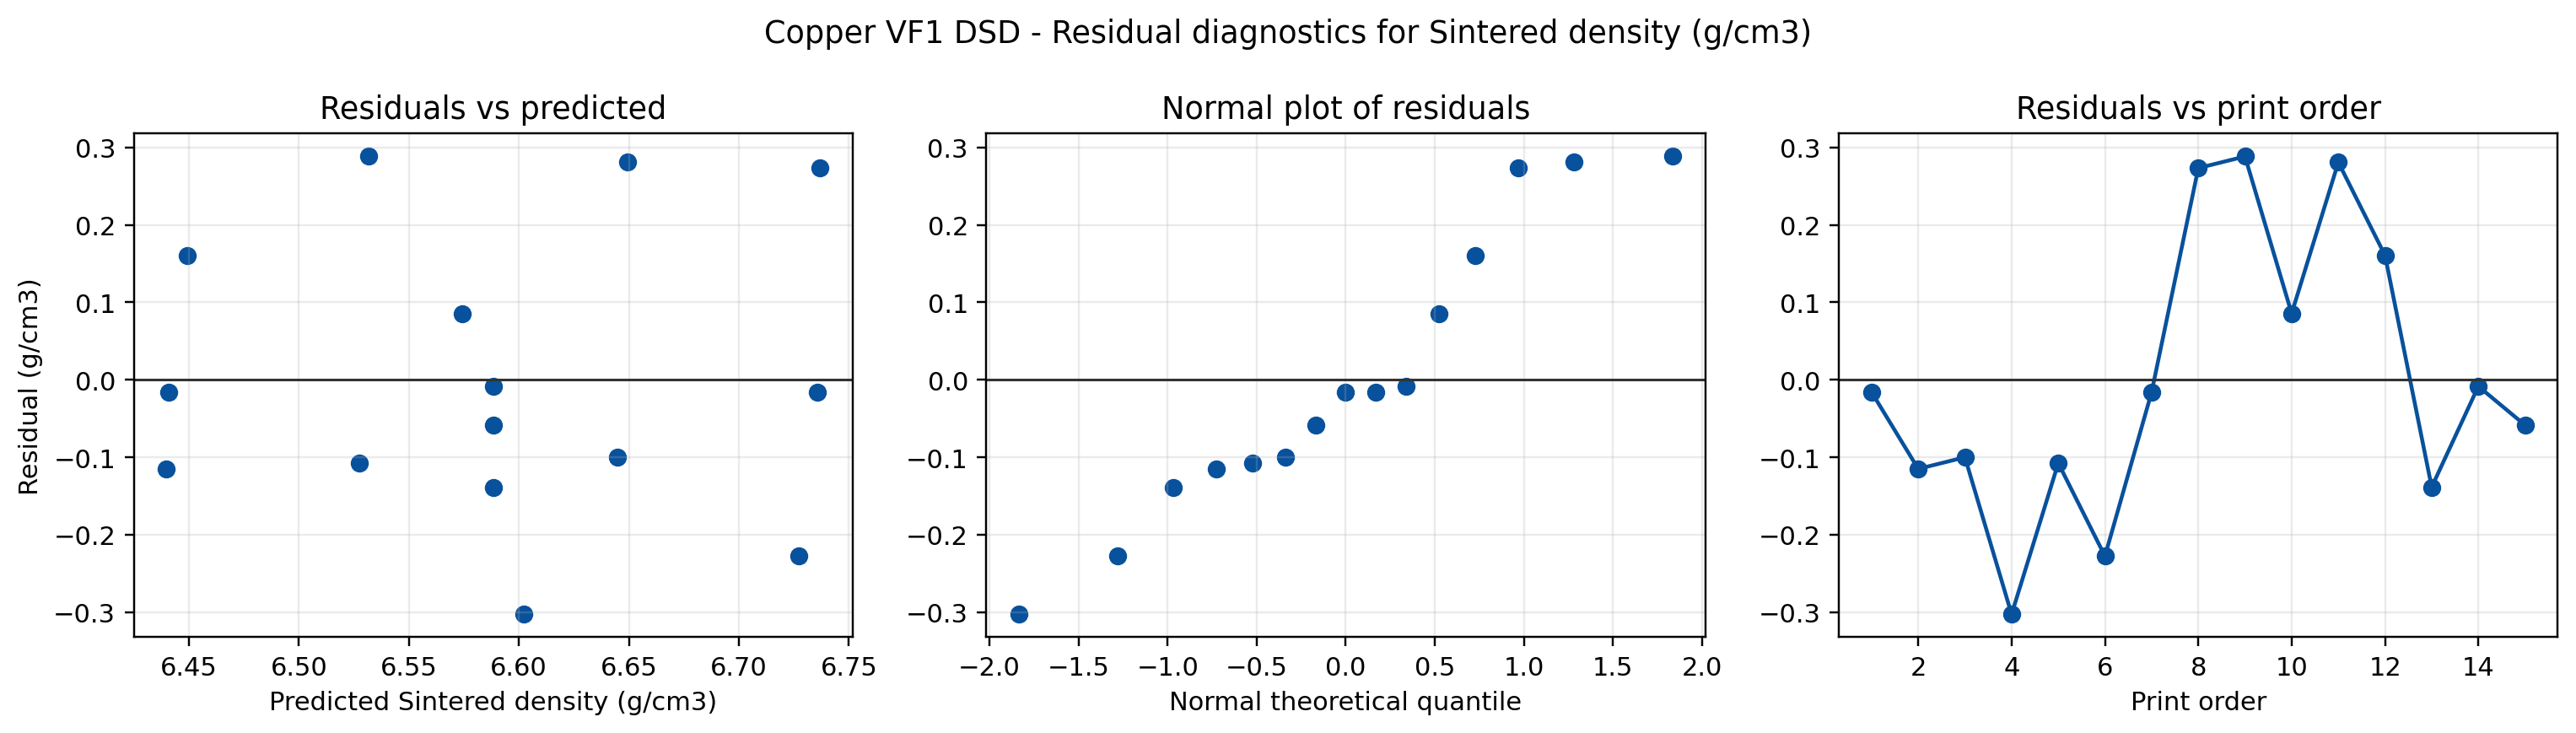 Copper VF1 DSD - Residual diagnostics for Sintered density (g/cm3)
Residuals vs predicted
Residual (g/cm3)
0.3
0.2
0.1
0.0
−0.1
−0.2
−0.3
6.45 6.50 6.55 6.60 6.65 6.70 6.75
Predicted Sintered density (g/cm3)
Normal plot of residuals
0.3
0.2
0.1
0.0
−0.1
−0.2
−0.3
−2.0 −1.5 −1.0 −0.5 0.0 0.5 1.0 1.5 2.0
Normal theoretical quantile
Residuals vs print order
0.3
0.2
0.1
0.0
−0.1
−0.2
−0.3
2 4 6 8 10 12 14
Print order